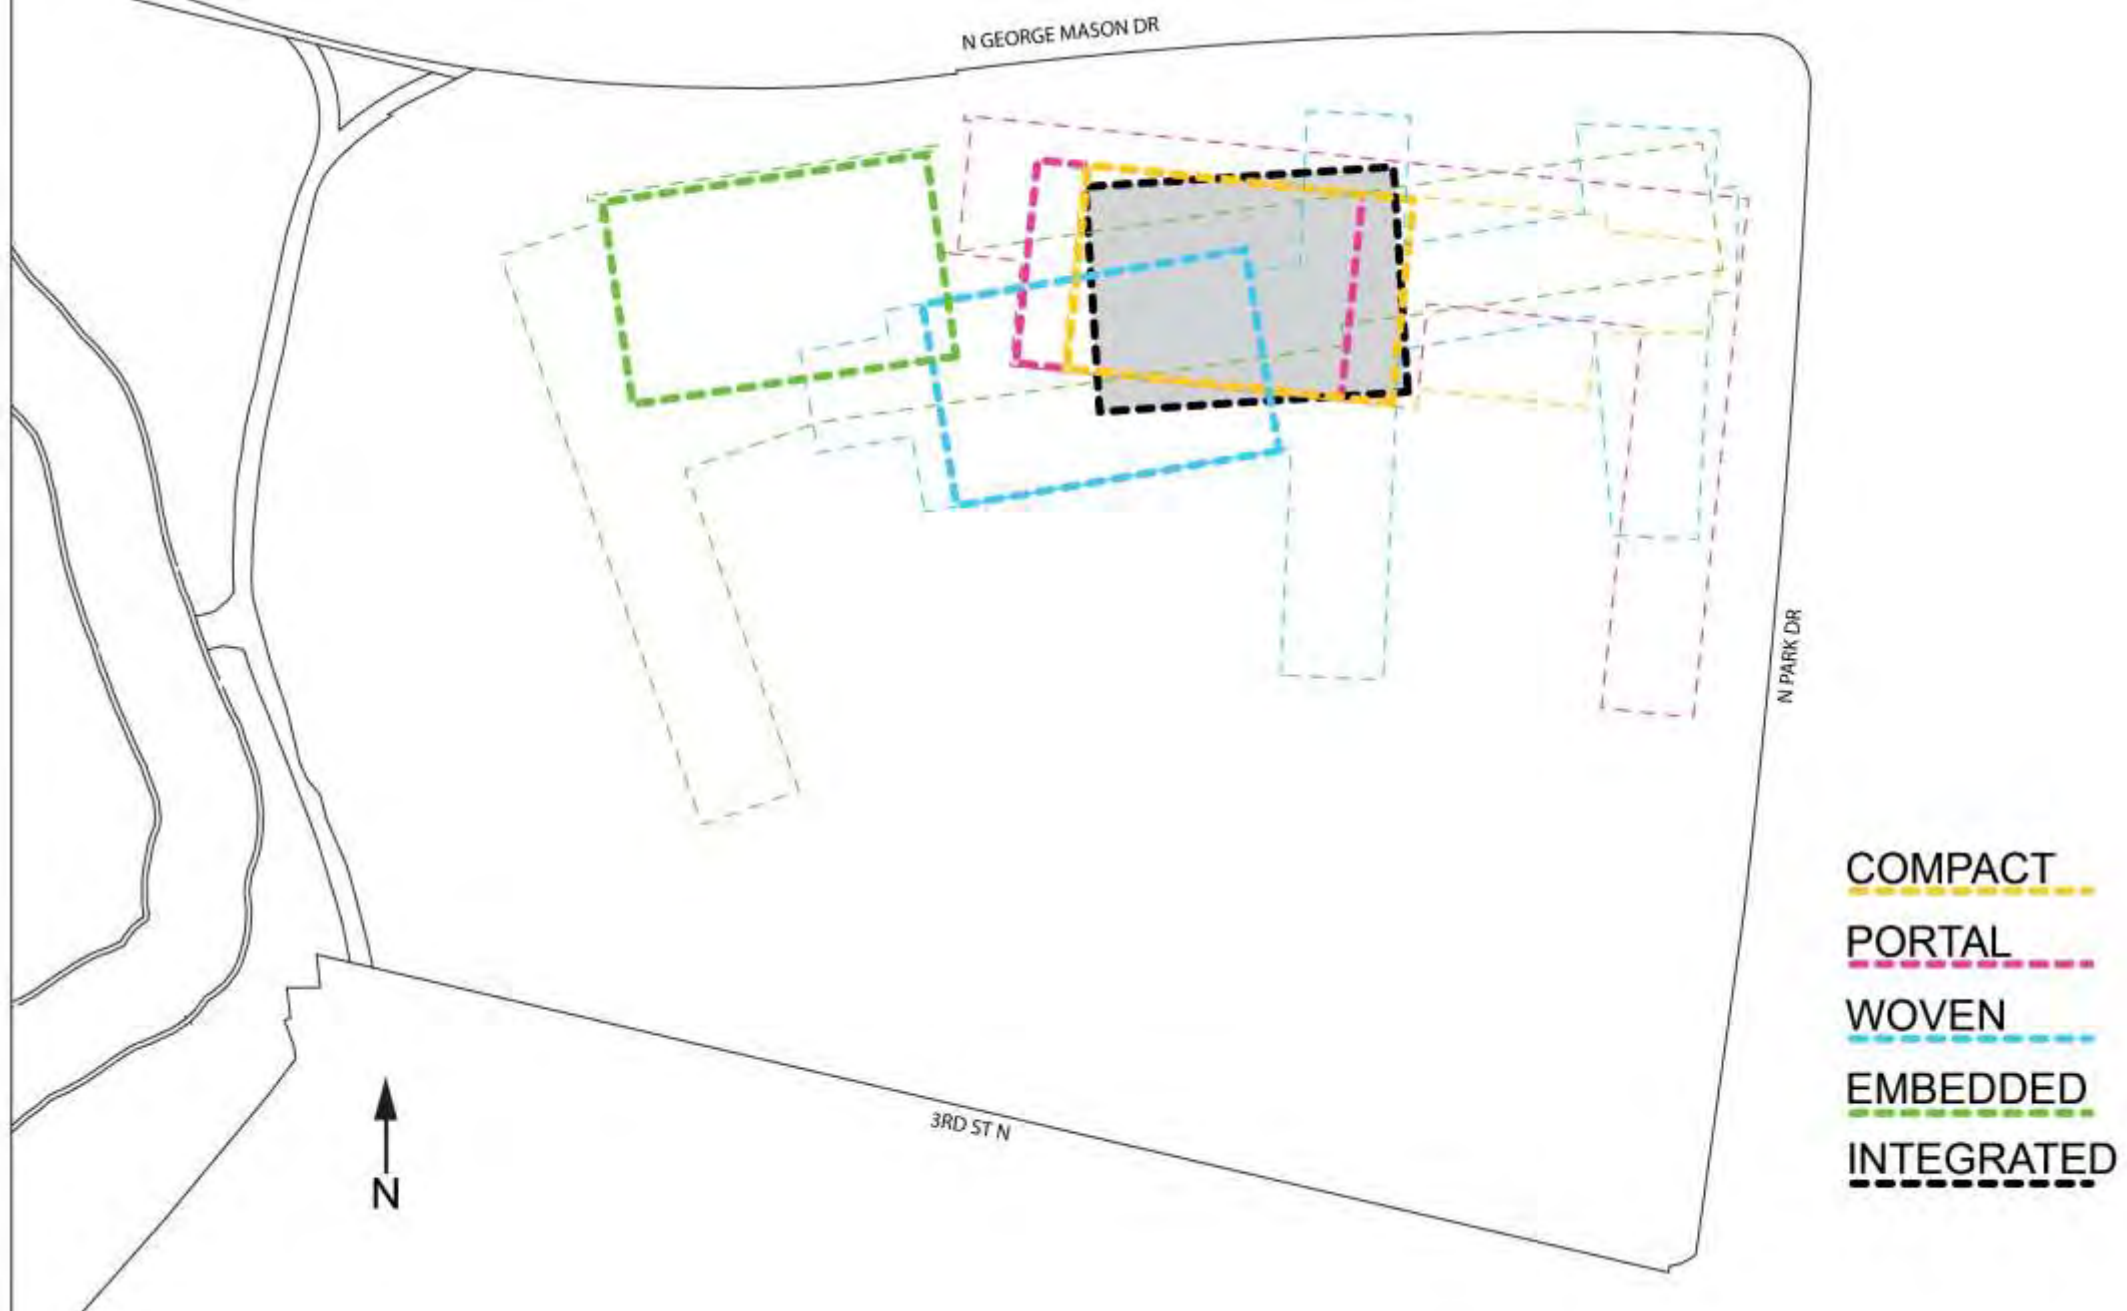 N GEORGE MASON DR
N PARK DR
COMPACT
PORTAL
WOVEN
EMBEDDED
INTEGRATED
3RD ST N
N